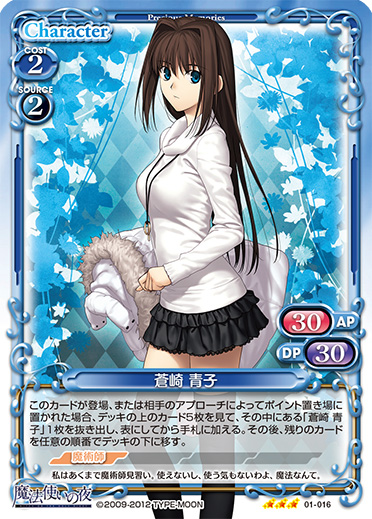 Precious Memories
Character
COST
2
SOURCE
2
30 AP
DP 30
蒼崎 青子
このカードが登場、または相手のアプローチによってポイント置き場に
置かれた場合、デッキの上のカード5枚を見て、その中にある「蒼崎 青
子」1枚を抜き出し、表にしてから手札に加える。その後、残りのカード
を任意の順番でデッキの下に移す。
魔術師
私はあくまで魔術師見習い。使えないし、使う気もないわよ、魔法なんて。
魔法使いの夜 ©2009-2012 TYPE-MOON
01-016